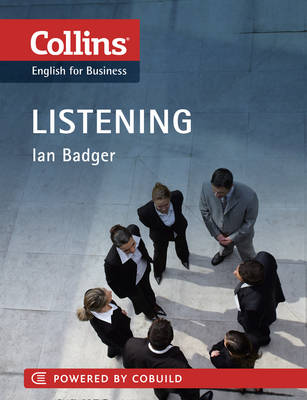 Collins®
English for Business
LISTENING
Ian Badger
POWERED BY COBUILD